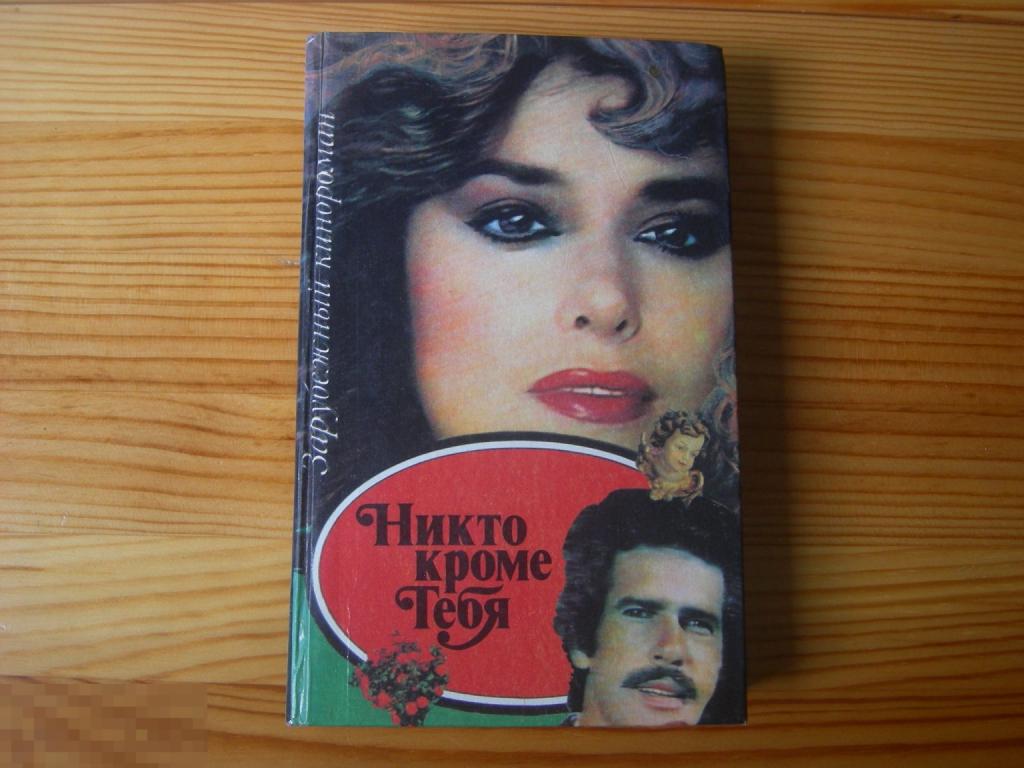 Зарубежный кинороман
Никто
кроме
Тебя